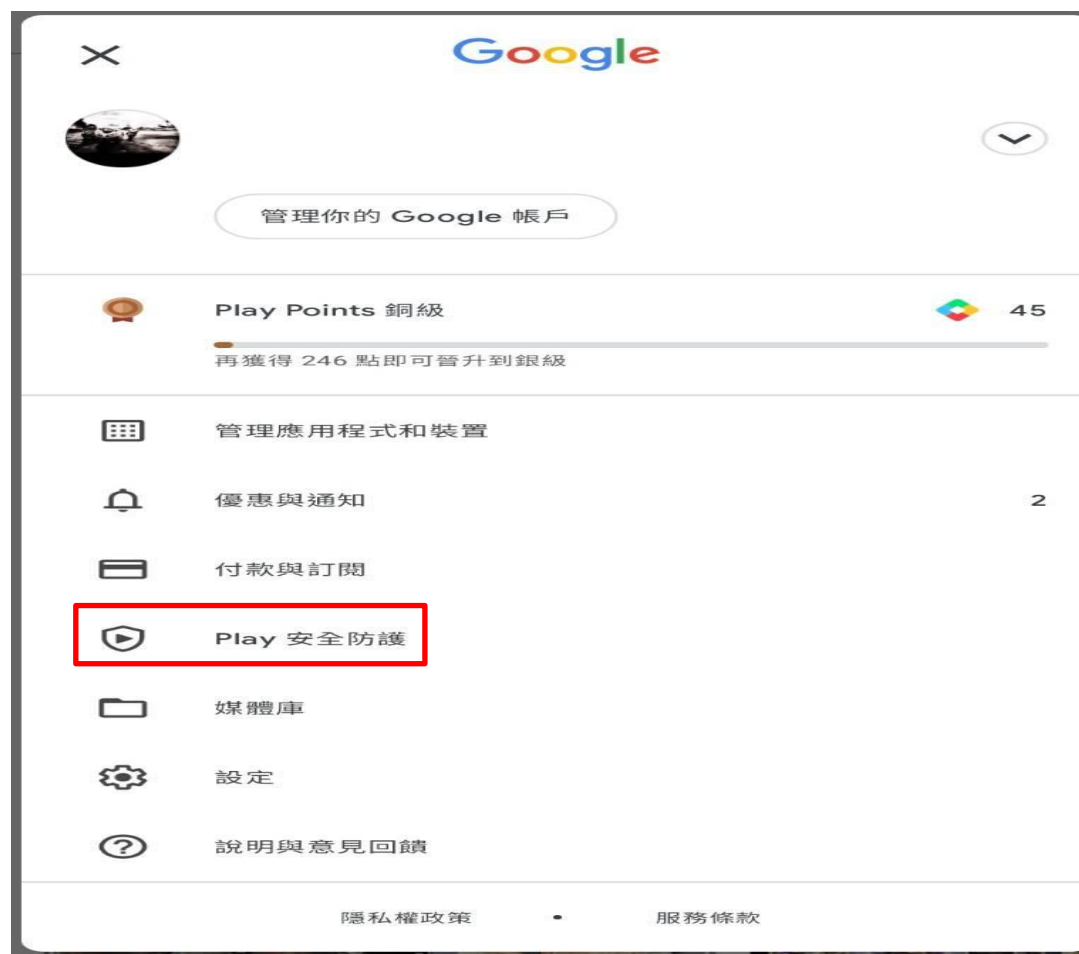 Google
管理你的 Google 帳戶
Play Points 銅級
45
再獲得 246 點即可晉升到銀級
管理應用程式和裝置
優惠與通知
2
付款與訂閱
Play 安全防護
媒體庫
設定
說明與意見回饋
隱私權政策 • 服務條款